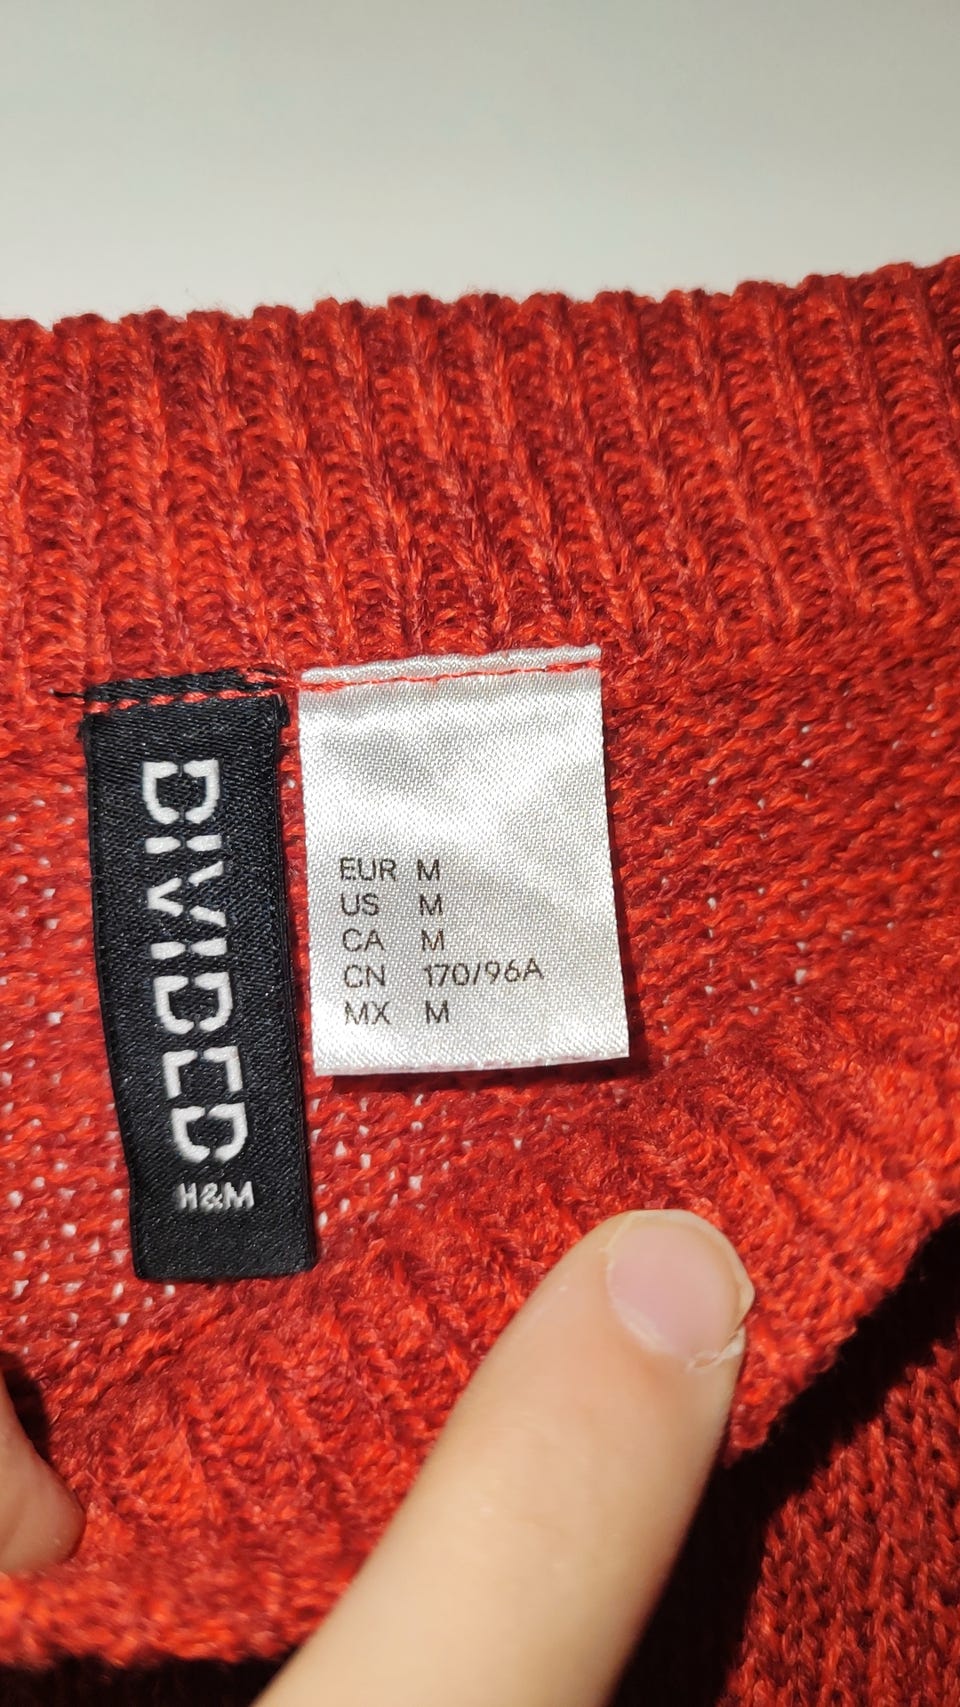 DIVIDED
H&M
EUR M
US M
CA M
CN 170/96A
MX M